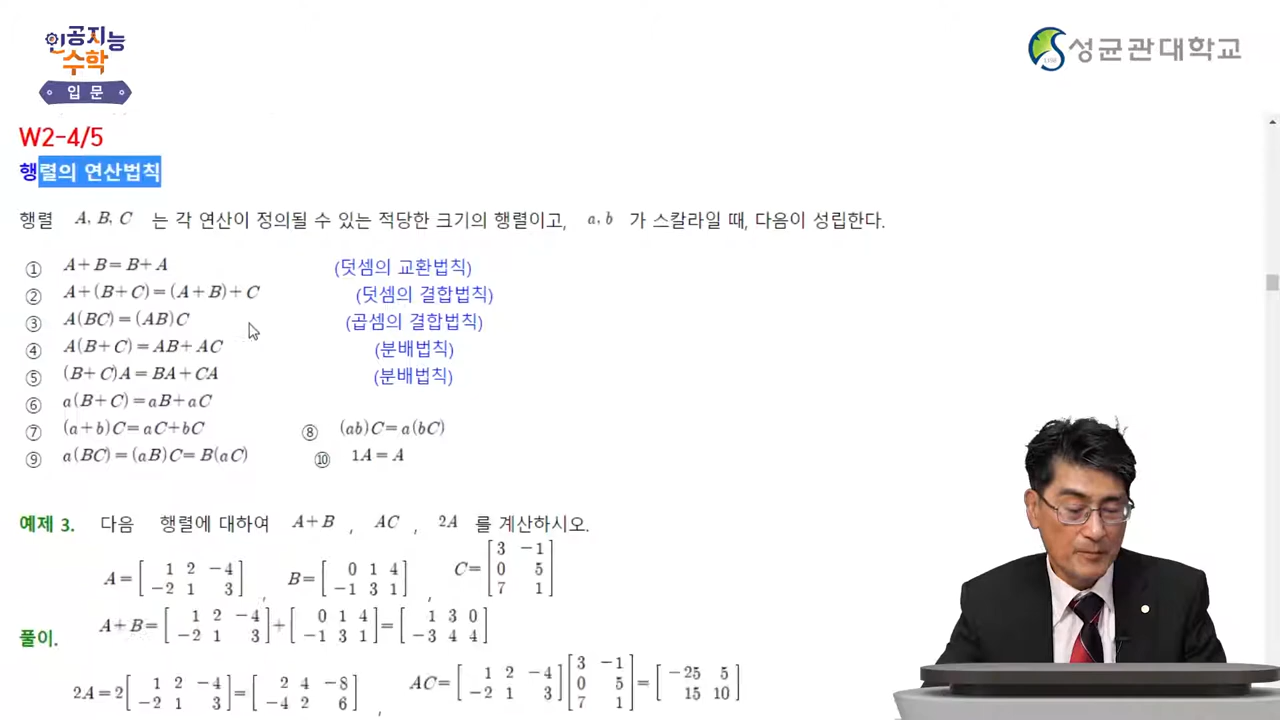 인공지능
수학
입문
성균관대학교
W2-4/5
행렬의 연산법칙
행렬 A, B, C 는 각 연산이 정의될 수 있는 적당한 크기의 행렬이고, a, b 가 스칼라일 때, 다음이 성립한다.
① A+B=B+A (덧셈의 교환법칙)
② A+(B+C)=(A+B)+C (덧셈의 결합법칙)
③ A(BC)=(AB)C (곱셈의 결합법칙)
④ A(B+C)=AB+AC (분배법칙)
⑤ (B+C)A=BA+CA (분배법칙)
⑥ a(B+C)=aB+aC
⑦ (a+b)C=aC+bC ⑧ (ab)C=a(bC)
⑨ a(BC)=(aB)C=B(aC) ⑩ 1A=A
예제 3. 다음 행렬에 대하여 A+B , AC , 2A 를 계산하시오.
A=[1 2 −4; −2 1 3] , B=[0 1 4; −1 3 1] , C=[3 −1; 0 5; 7 1]
풀이. A+B=[1 2 −4; −2 1 3]+[0 1 4; −1 3 1]=[1 3 0; −3 4 4]
2A=2[1 2 −4; −2 1 3]=[2 4 −8; −4 2 6] , AC=[1 2 −4; −2 1 3][3 −1; 0 5; 7 1]=[−25 5; 15 10]